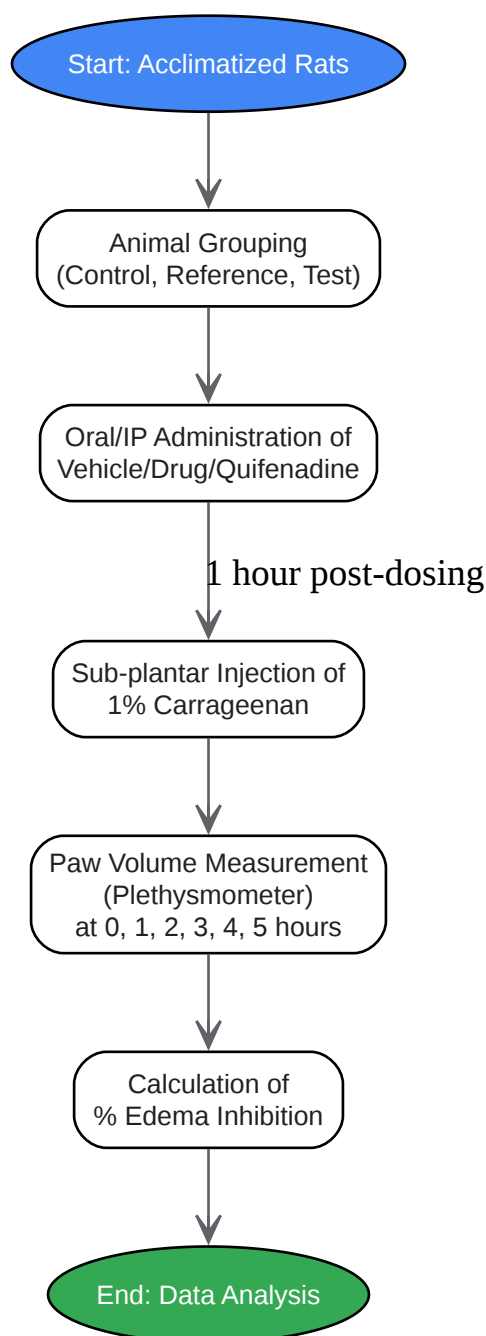 Start: Acclimatized Rats
Animal Grouping
(Control, Reference, Test)
Oral/IP Administration of
Vehicle/Drug/Quifenadine
1 hour post-dosing
Sub-plantar Injection of
1% Carrageenan
Paw Volume Measurement
(Plethysmometer)
at 0, 1, 2, 3, 4, 5 hours
Calculation of
% Edema Inhibition
End: Data Analysis